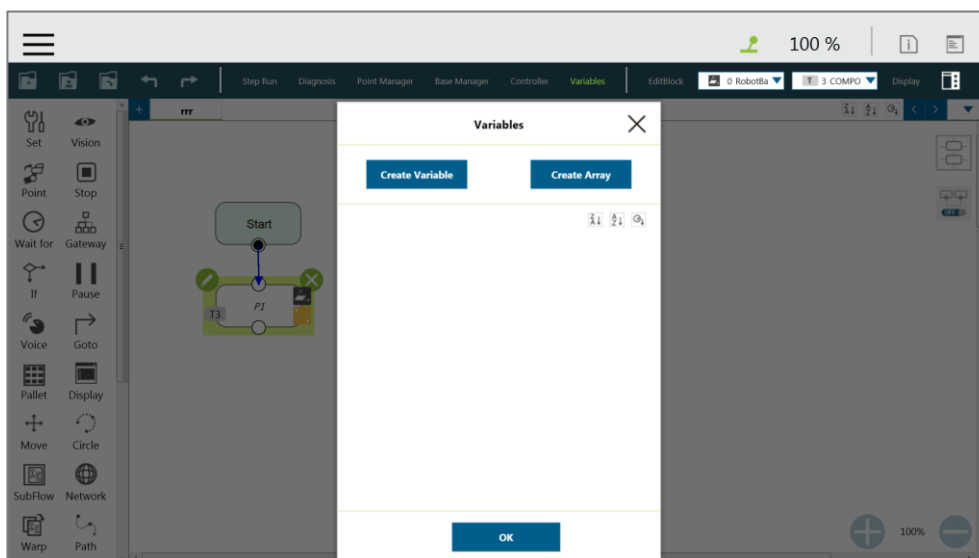 100 %
Step Run Diagnosis Point Manager Base Manager Controller Variables EditBlock 0 RobotBa T 3 COMPO Display
rrr
Set Vision
Point Stop
Wait for Gateway
If Pause
Voice Goto
Pallet Display
Move Circle
SubFlow Network
Warp Path
Start
T3 P1
Variables
Create Variable Create Array
OK
OFF
100%